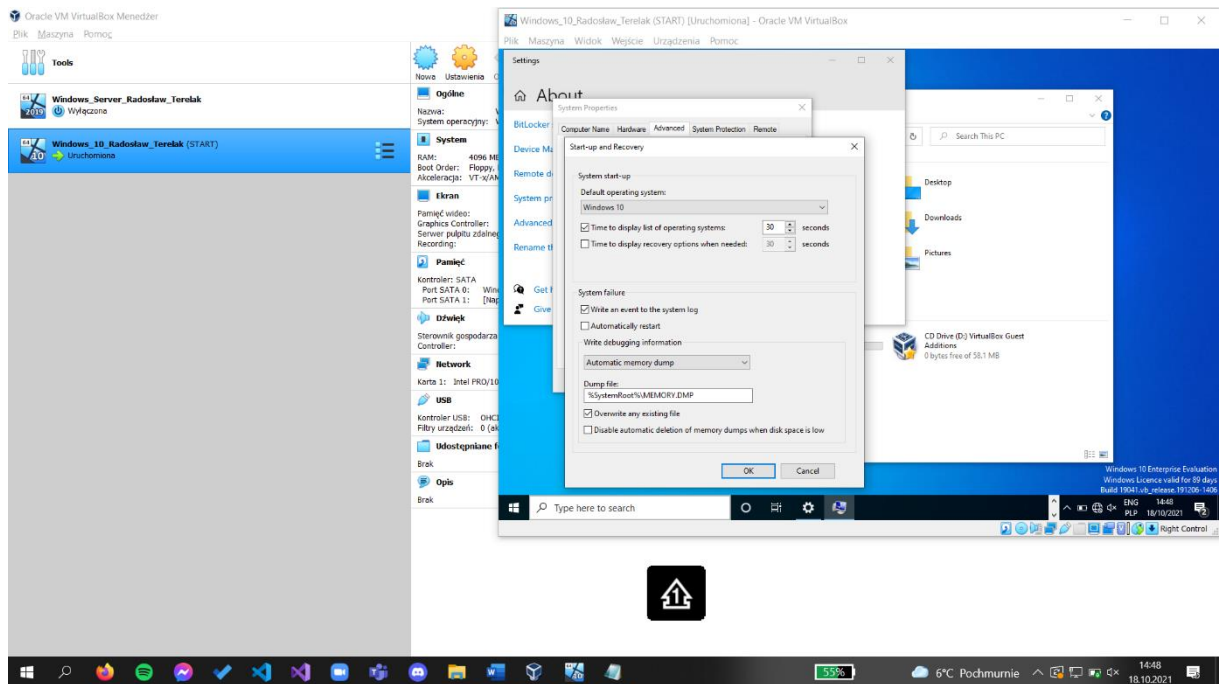 Oracle VM VirtualBox Menedżer
Plik Maszyna Pomoc
Tools
Windows_Server_Radosław_Terelak
Wyłączona
Windows_10_Radosław_Terelak (START)
Uruchomiona
Nowa Ustawienia
Ogólne
Nazwa:
System operacyjny:
System
RAM: 4096 ME
Boot Order: Floppy,
Akceleracja: VT-x/AM
Ekran
Pamięć wideo:
Graphics Controller:
Serwer pulpitu zdalneg
Recording:
Pamięć
Kontroler: SATA
Port SATA 0: Win
Port SATA 1: [Nap
Dźwięk
Sterownik gospodarza
Controller:
Network
Karta 1: Intel PRO/10
USB
Kontroler USB: OHCI
Filtry urządzeń: 0 (ak
Udostępniane f
Brak
Opis
Brak
Windows_10_Radosław_Terelak (START) [Uruchomiona] - Oracle VM VirtualBox
Plik Maszyna Widok Wejście Urządzenia Pomoc
Settings
About
BitLocker
Device Ma
Remote d
System pr
Advanced
Rename th
Get h
Give
System Properties
Computer Name Hardware Advanced System Protection Remote
Start-up and Recovery
System start-up
Default operating system:
Windows 10
Time to display list of operating systems: 30 seconds
Time to display recovery options when needed: 30 seconds
System failure
Write an event to the system log
Automatically restart
Write debugging information
Automatic memory dump
Dump file:
%SystemRoot%\MEMORY.DMP
Overwrite any existing file
Disable automatic deletion of memory dumps when disk space is low
OK Cancel
Search This PC
Desktop
Downloads
Pictures
CD Drive (D:) VirtualBox Guest
Additions
0 bytes free of 58.1 MB
Windows 10 Enterprise Evaluation
Windows Licence valid for 89 days
Build 19041.vb_release.191206-1406
Type here to search
ENG 14:48
PLP 18/10/2021
2
Right Control
1
55%
6°C Pochmurnie
14:48
18.10.2021